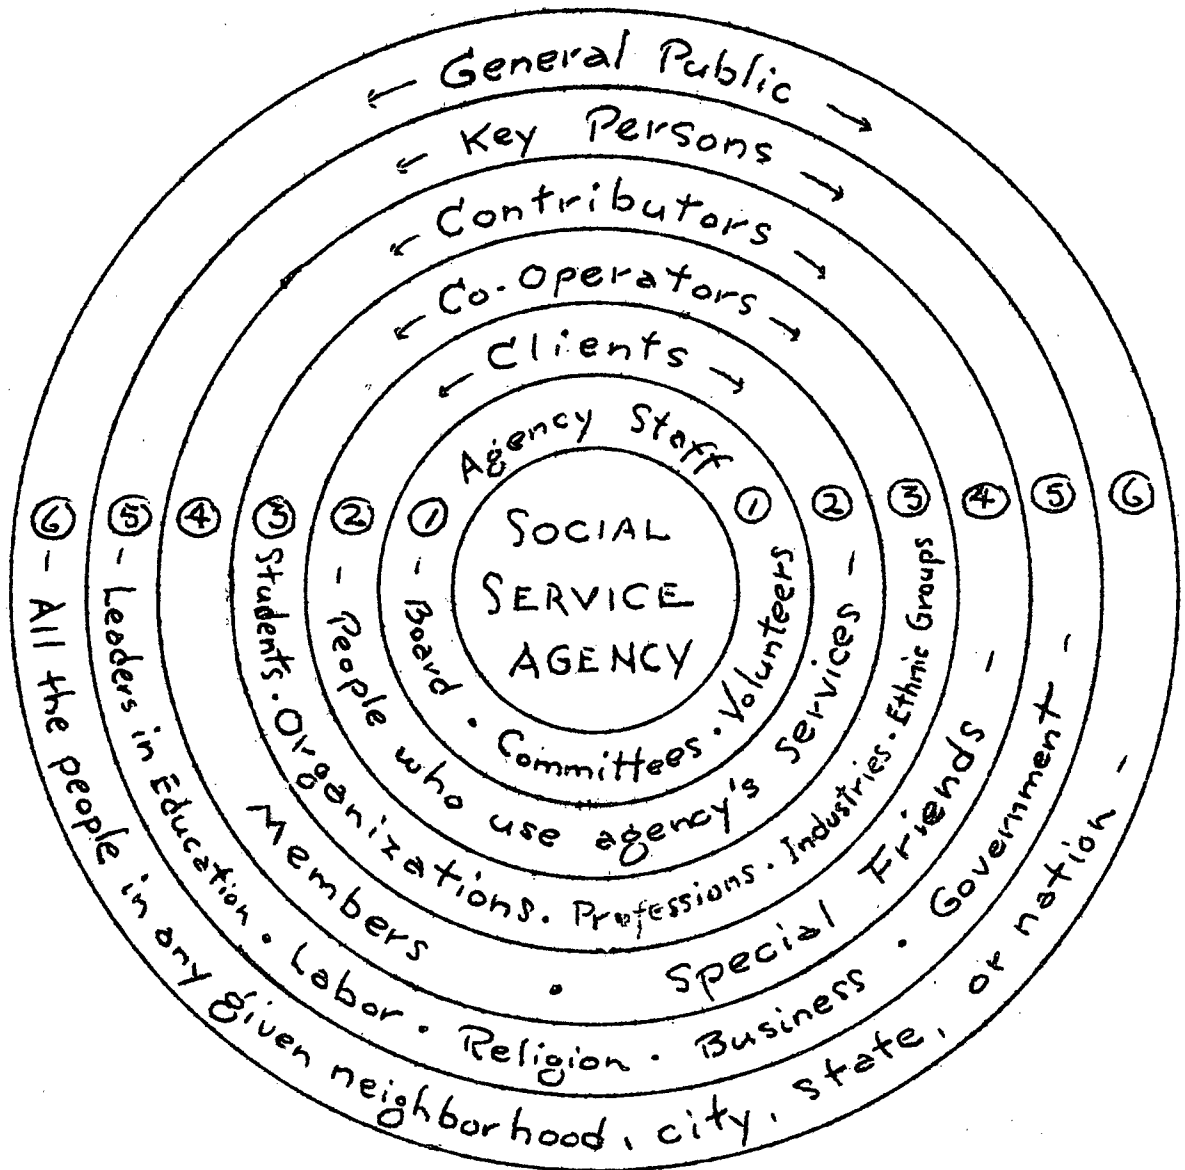 ← General Public →
← Key Persons →
← Contributors →
← Co-Operators →
← Clients →
Agency Staff
⑥ ⑤ ④ ③ ② ① ① ② ③ ④ ⑤ ⑥
SOCIAL
SERVICE
AGENCY
- Board · Committees · Volunteers
- People who use agency's Services -
Students · Organizations · Professions · Industries · Ethnic Groups
Members · Special Friends -
- Leaders in Education · Labor · Religion · Business · Government -
- All the people in any given neighborhood, city, state, or nation -